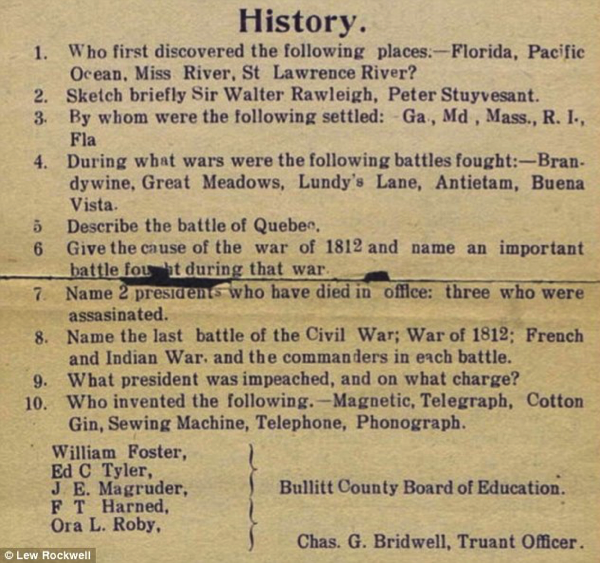 History.
1. Who first discovered the following places.—Florida, Pacific
Ocean, Miss River, St Lawrence River?
2. Sketch briefly Sir Walter Rawleigh, Peter Stuyvesant.
3. By whom were the following settled: Ga, Md, Mass., R. I.,
Fla
4. During what wars were the following battles fought:—Bran-
dywine, Great Meadows, Lundy's Lane, Antietam, Buena
Vista.
5 Describe the battle of Quebec.
6 Give the cause of the war of 1812 and name an important
battle fought during that war
7. Name 2 presidents who have died in office: three who were
assasinated.
8. Name the last battle of the Civil War; War of 1812; French
and Indian War. and the commanders in each battle.
9. What president was impeached, and on what charge?
10. Who invented the following.—Magnetic, Telegraph, Cotton
Gin, Sewing Machine, Telephone, Phonograph.
William Foster,
Ed C Tyler,
J E. Magruder,
F T Harned,
Ora L. Roby,
Bullitt County Board of Education.
Chas. G. Bridwell, Truant Officer.
© Lew Rockwell